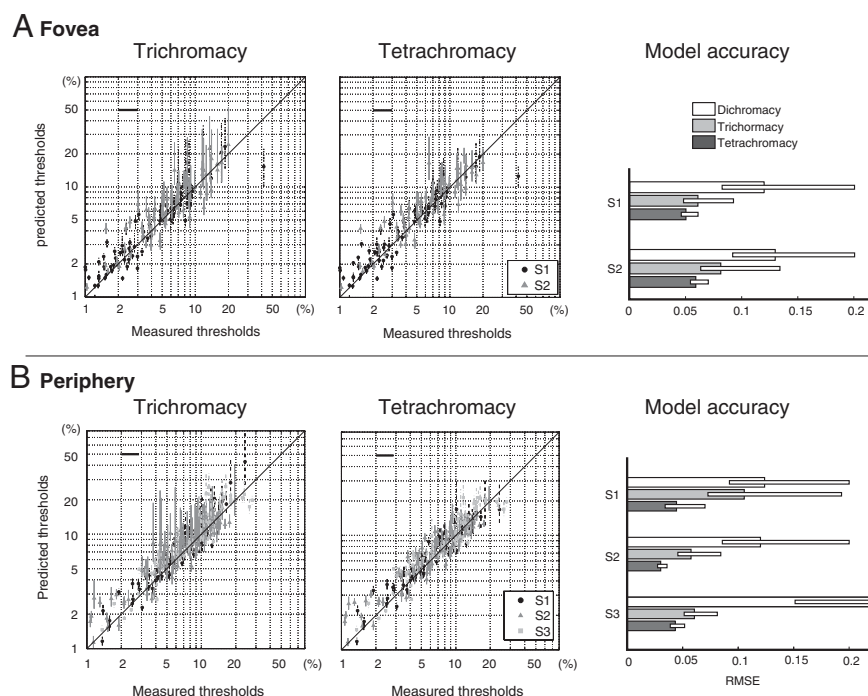 A Fovea
Trichromacy
Tetrachromacy
Model accuracy
(%)
50
20
10
5
2
1
predicted thresholds
1 2 5 10 20 50 (%)
Measured thresholds
S1
S2
1 2 5 10 20 50 (%)
Measured thresholds
Dichromacy
Trichormacy
Tetrachromacy
S1
S2
0 0.05 0.1 0.15 0.2
B Periphery
Trichromacy
Tetrachromacy
Model accuracy
(%)
50
20
10
5
2
1
Predicted thresholds
1 2 5 10 20 (%)
Measured thresholds
S1
S2
S3
1 2 5 10 20 (%)
Measured thresholds
S1
S2
S3
0 0.05 0.1 0.15 0.2
RMSE